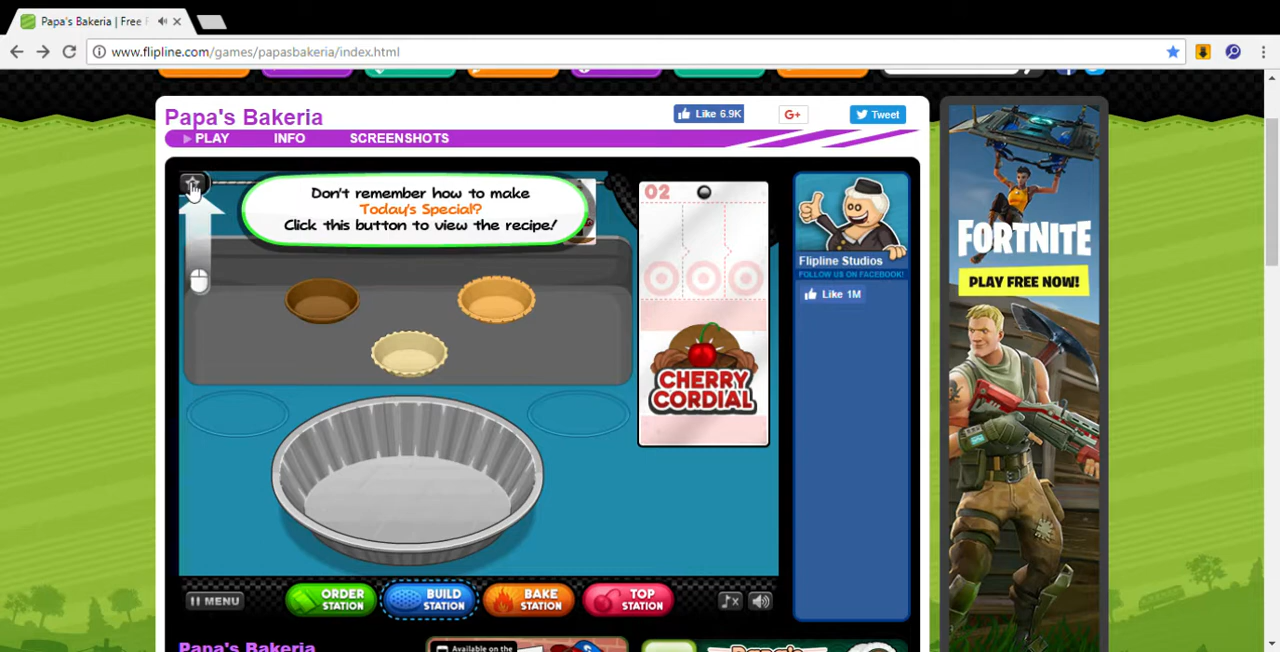 Papa's Bakeria | Free
www.flipline.com/games/papasbakeria/index.html
Papa's Bakeria
Like 6.9K
G+
Tweet
PLAY
INFO
SCREENSHOTS
Don't remember how to make
Today's Special?
Click this button to view the recipe!
02
CHERRY
CORDIAL
Flipline Studios
FOLLOW US ON FACEBOOK!
Like 1M
FORTNITE
PLAY FREE NOW!
MENU
ORDER
STATION
BUILD
STATION
BAKE
STATION
TOP
STATION
Papa's Bakeria
Available on the